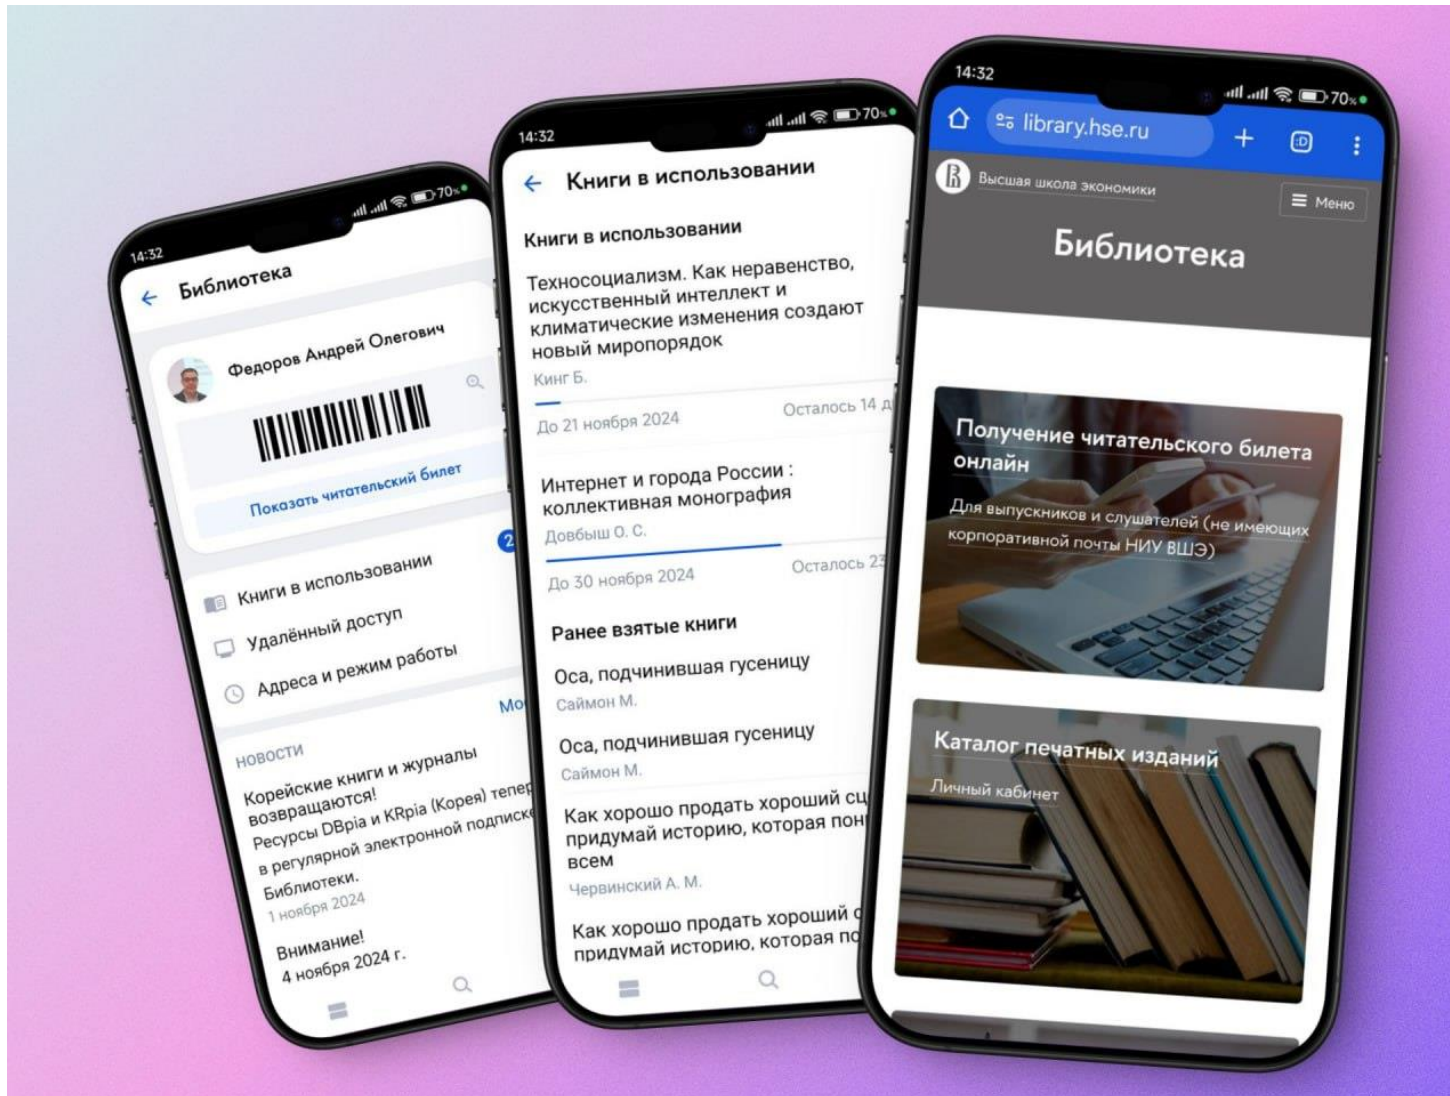 14:32
70%
Библиотека
Федоров Андрей Олегович
Показать читательский билет
Книги в использовании
2
Удалённый доступ
Адреса и режим работы
НОВОСТИ
Корейские книги и журналы
возвращаются!
Ресурсы DBpia и KRpia (Корея)
в регулярной электронной
Библиотеки.
1 ноября 2024
Внимание!
4 ноября 2024 г.
14:32
70%
Книги в использовании
Книги в использовании
Техносоциализм. Как неравенство,
искусственный интеллект и
климатические изменения создают
новый миропорядок
Кинг Б.
До 21 ноября 2024
Осталось 14
Интернет и города России :
коллективная монография
Довбыш О. С.
До 30 ноября 2024
Осталось 23
Ранее взятые книги
Оса, подчинившая гусеницу
Саймон М.
Оса, подчинившая гусеницу
Саймон М.
Как хорошо продать хороший
придумай историю, которая
всем
Червинский А. М.
Как хорошо продать хороший
придумай историю, которая
14:32
70%
library.hse.ru
:D
Высшая школа экономики
Меню
Библиотека
Получение читательского билета
онлайн
Для выпускников и слушателей (не имеющих
корпоративной почты НИУ ВШЭ)
Каталог печатных изданий
Личный кабинет